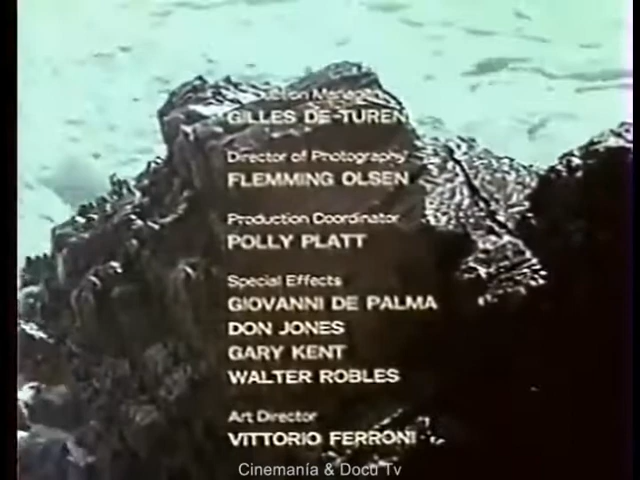 GILLES DE TUREN
Director of Photography
FLEMMING OLSEN
Production Coordinator
POLLY PLATT
Special Effects
GIOVANNI DE PALMA
DON JONES
GARY KENT
WALTER ROBLES
Art Director
VITTORIO FERRONI
Cinemanía & Docu Tv